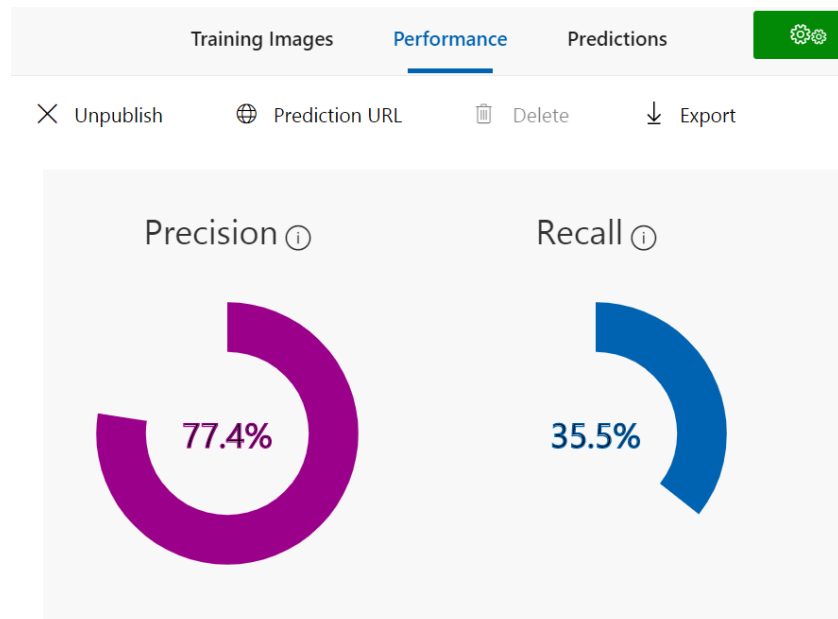 Training Images Performance Predictions
Unpublish Prediction URL Delete Export
Precision Recall
77.4% 35.5%